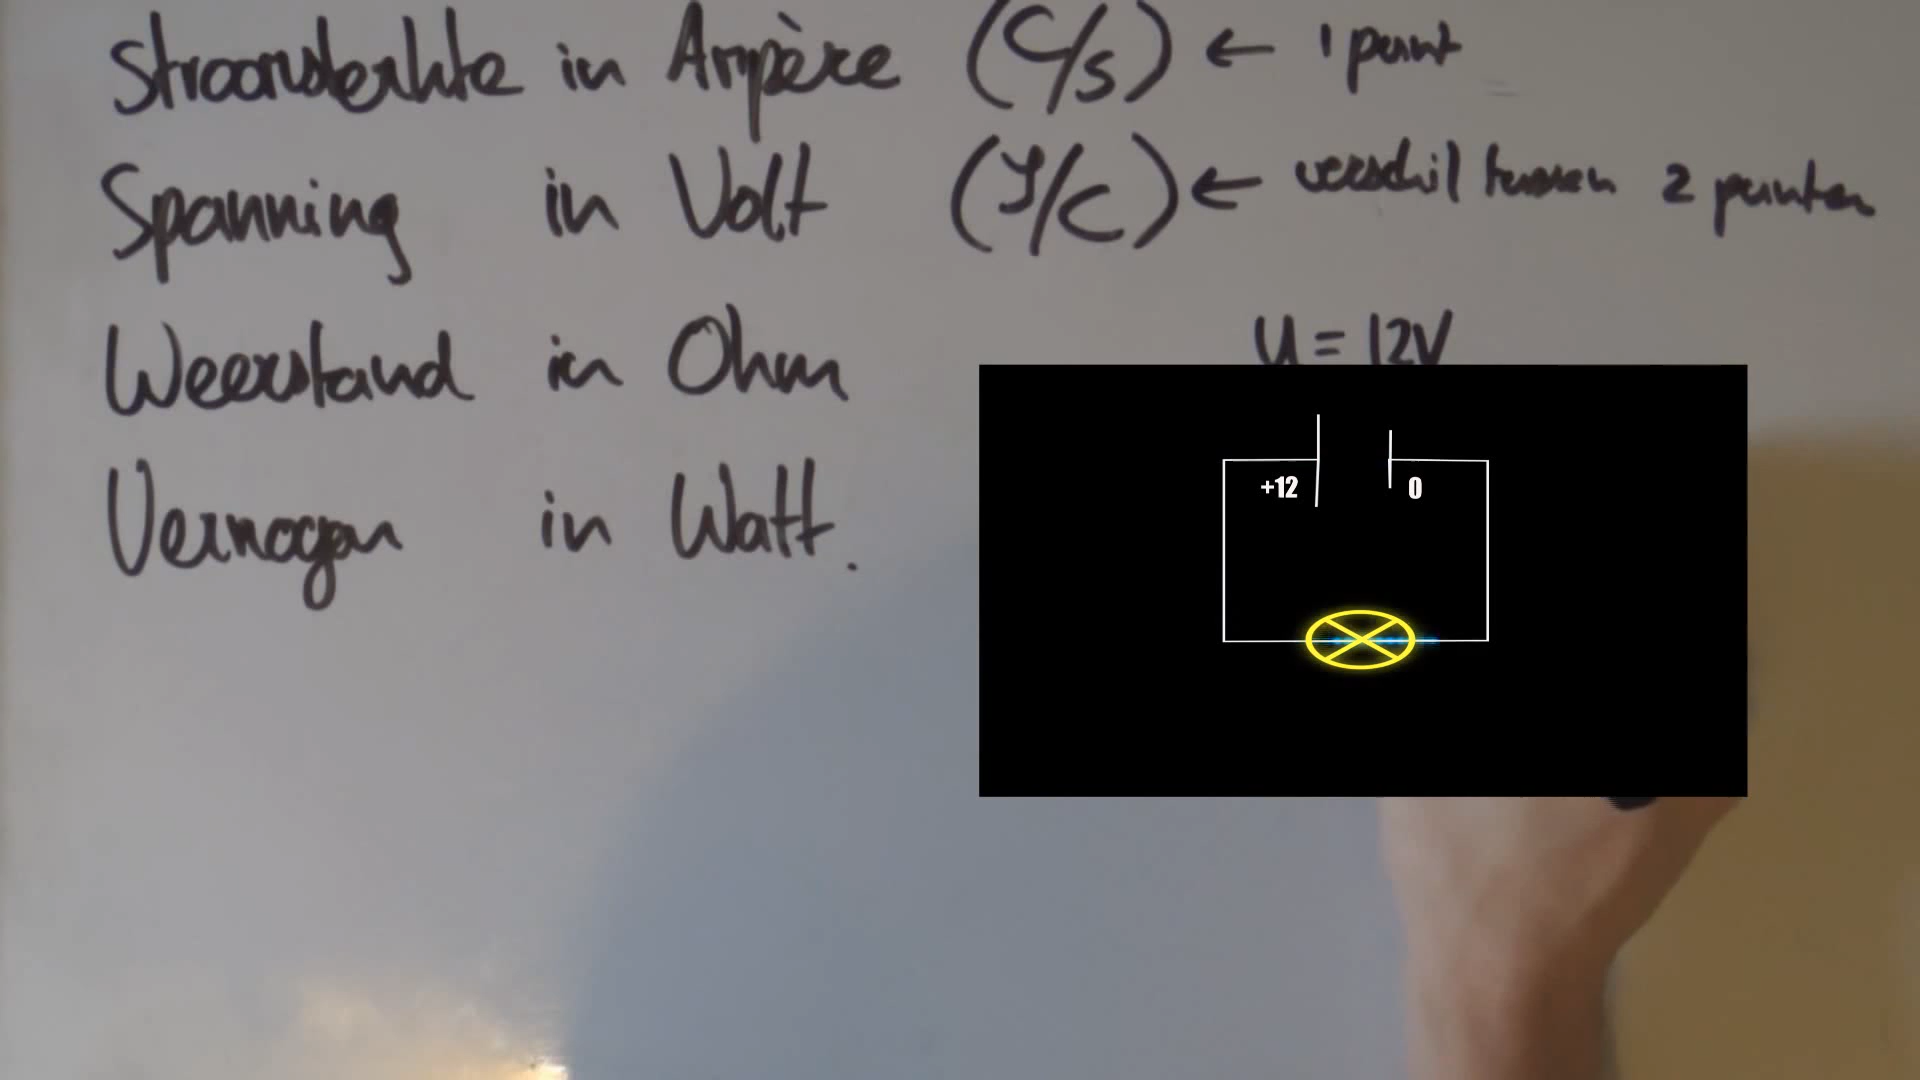 Stroomsterkte in Ampère (C/s) ← 1 punt
Spanning in Volt (J/C) ← verschil tussen 2 punten
Weerstand in Ohm
U = 12V
+12 0
Vermogen in Watt.